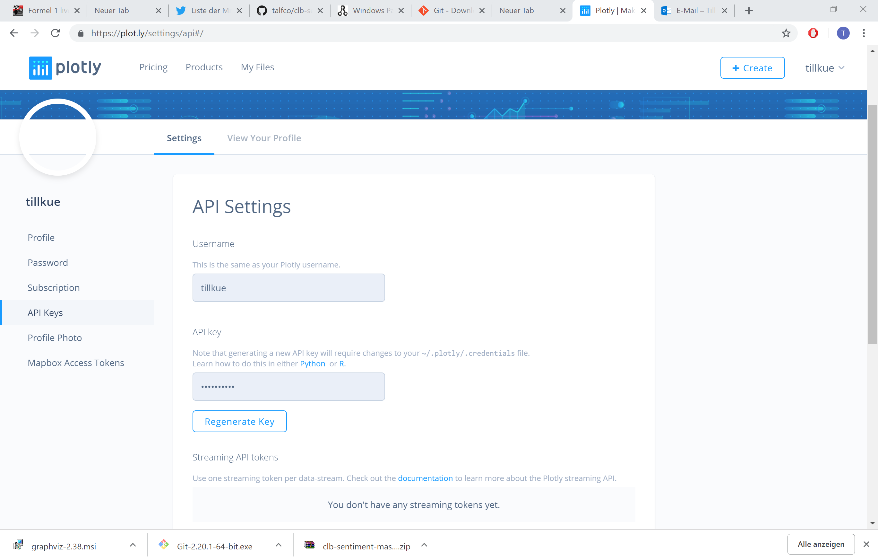 Formel 1 in
Neuer Tab
Liste der M
talfco/clb-s
Windows P
Git - Downl
Neuer Tab
Plotly | Mak
E-Mail – Til
https://plot.ly/settings/api#/
T
plotly
Pricing
Products
My Files
+ Create
tillkue
Settings
View Your Profile
tillkue
Profile
Password
Subscription
API Keys
Profile Photo
Mapbox Access Tokens
API Settings
Username
This is the same as your Plotly username.
tillkue
API key
Note that generating a new API key will require changes to your ~/.plotly/.credentials file.
Learn how to do this in either Python, or R.
••••••••••
Regenerate Key
Streaming API tokens
Use one streaming token per data-stream. Check out the documentation to learn more about the Plotly streaming API.
You don't have any streaming tokens yet.
graphviz-2.38.msi
Git-2.20.1-64-bit.exe
clb-sentiment-mas....zip
Alle anzeigen